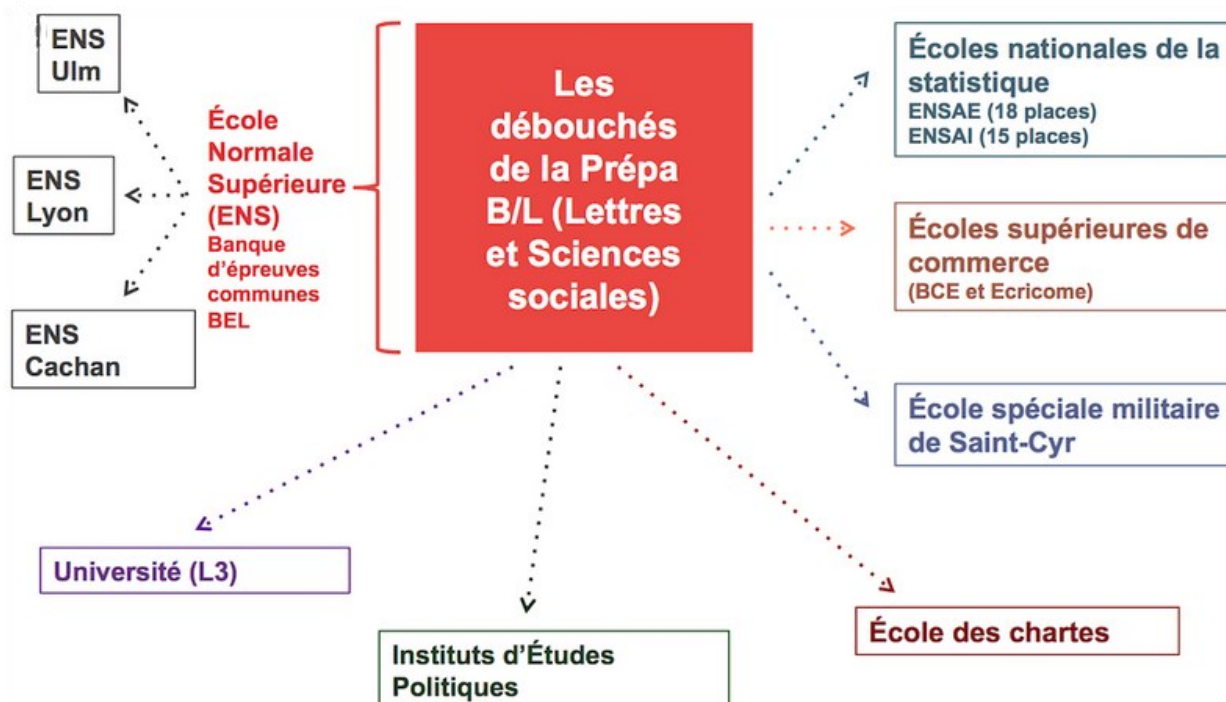 ENS
Ulm
ENS
Lyon
ENS
Cachan
École
Normale
Supérieure
(ENS)
Banque
d'épreuves
communes
BEL
Les
débouchés
de la Prépa
B/L (Lettres
et Sciences
sociales)
Écoles nationales de la
statistique
ENSAE (18 places)
ENSAI (15 places)
Écoles supérieures de
commerce
(BCE et Ecricome)
École spéciale militaire
de Saint-Cyr
Université (L3)
Instituts d'Études
Politiques
École des chartes